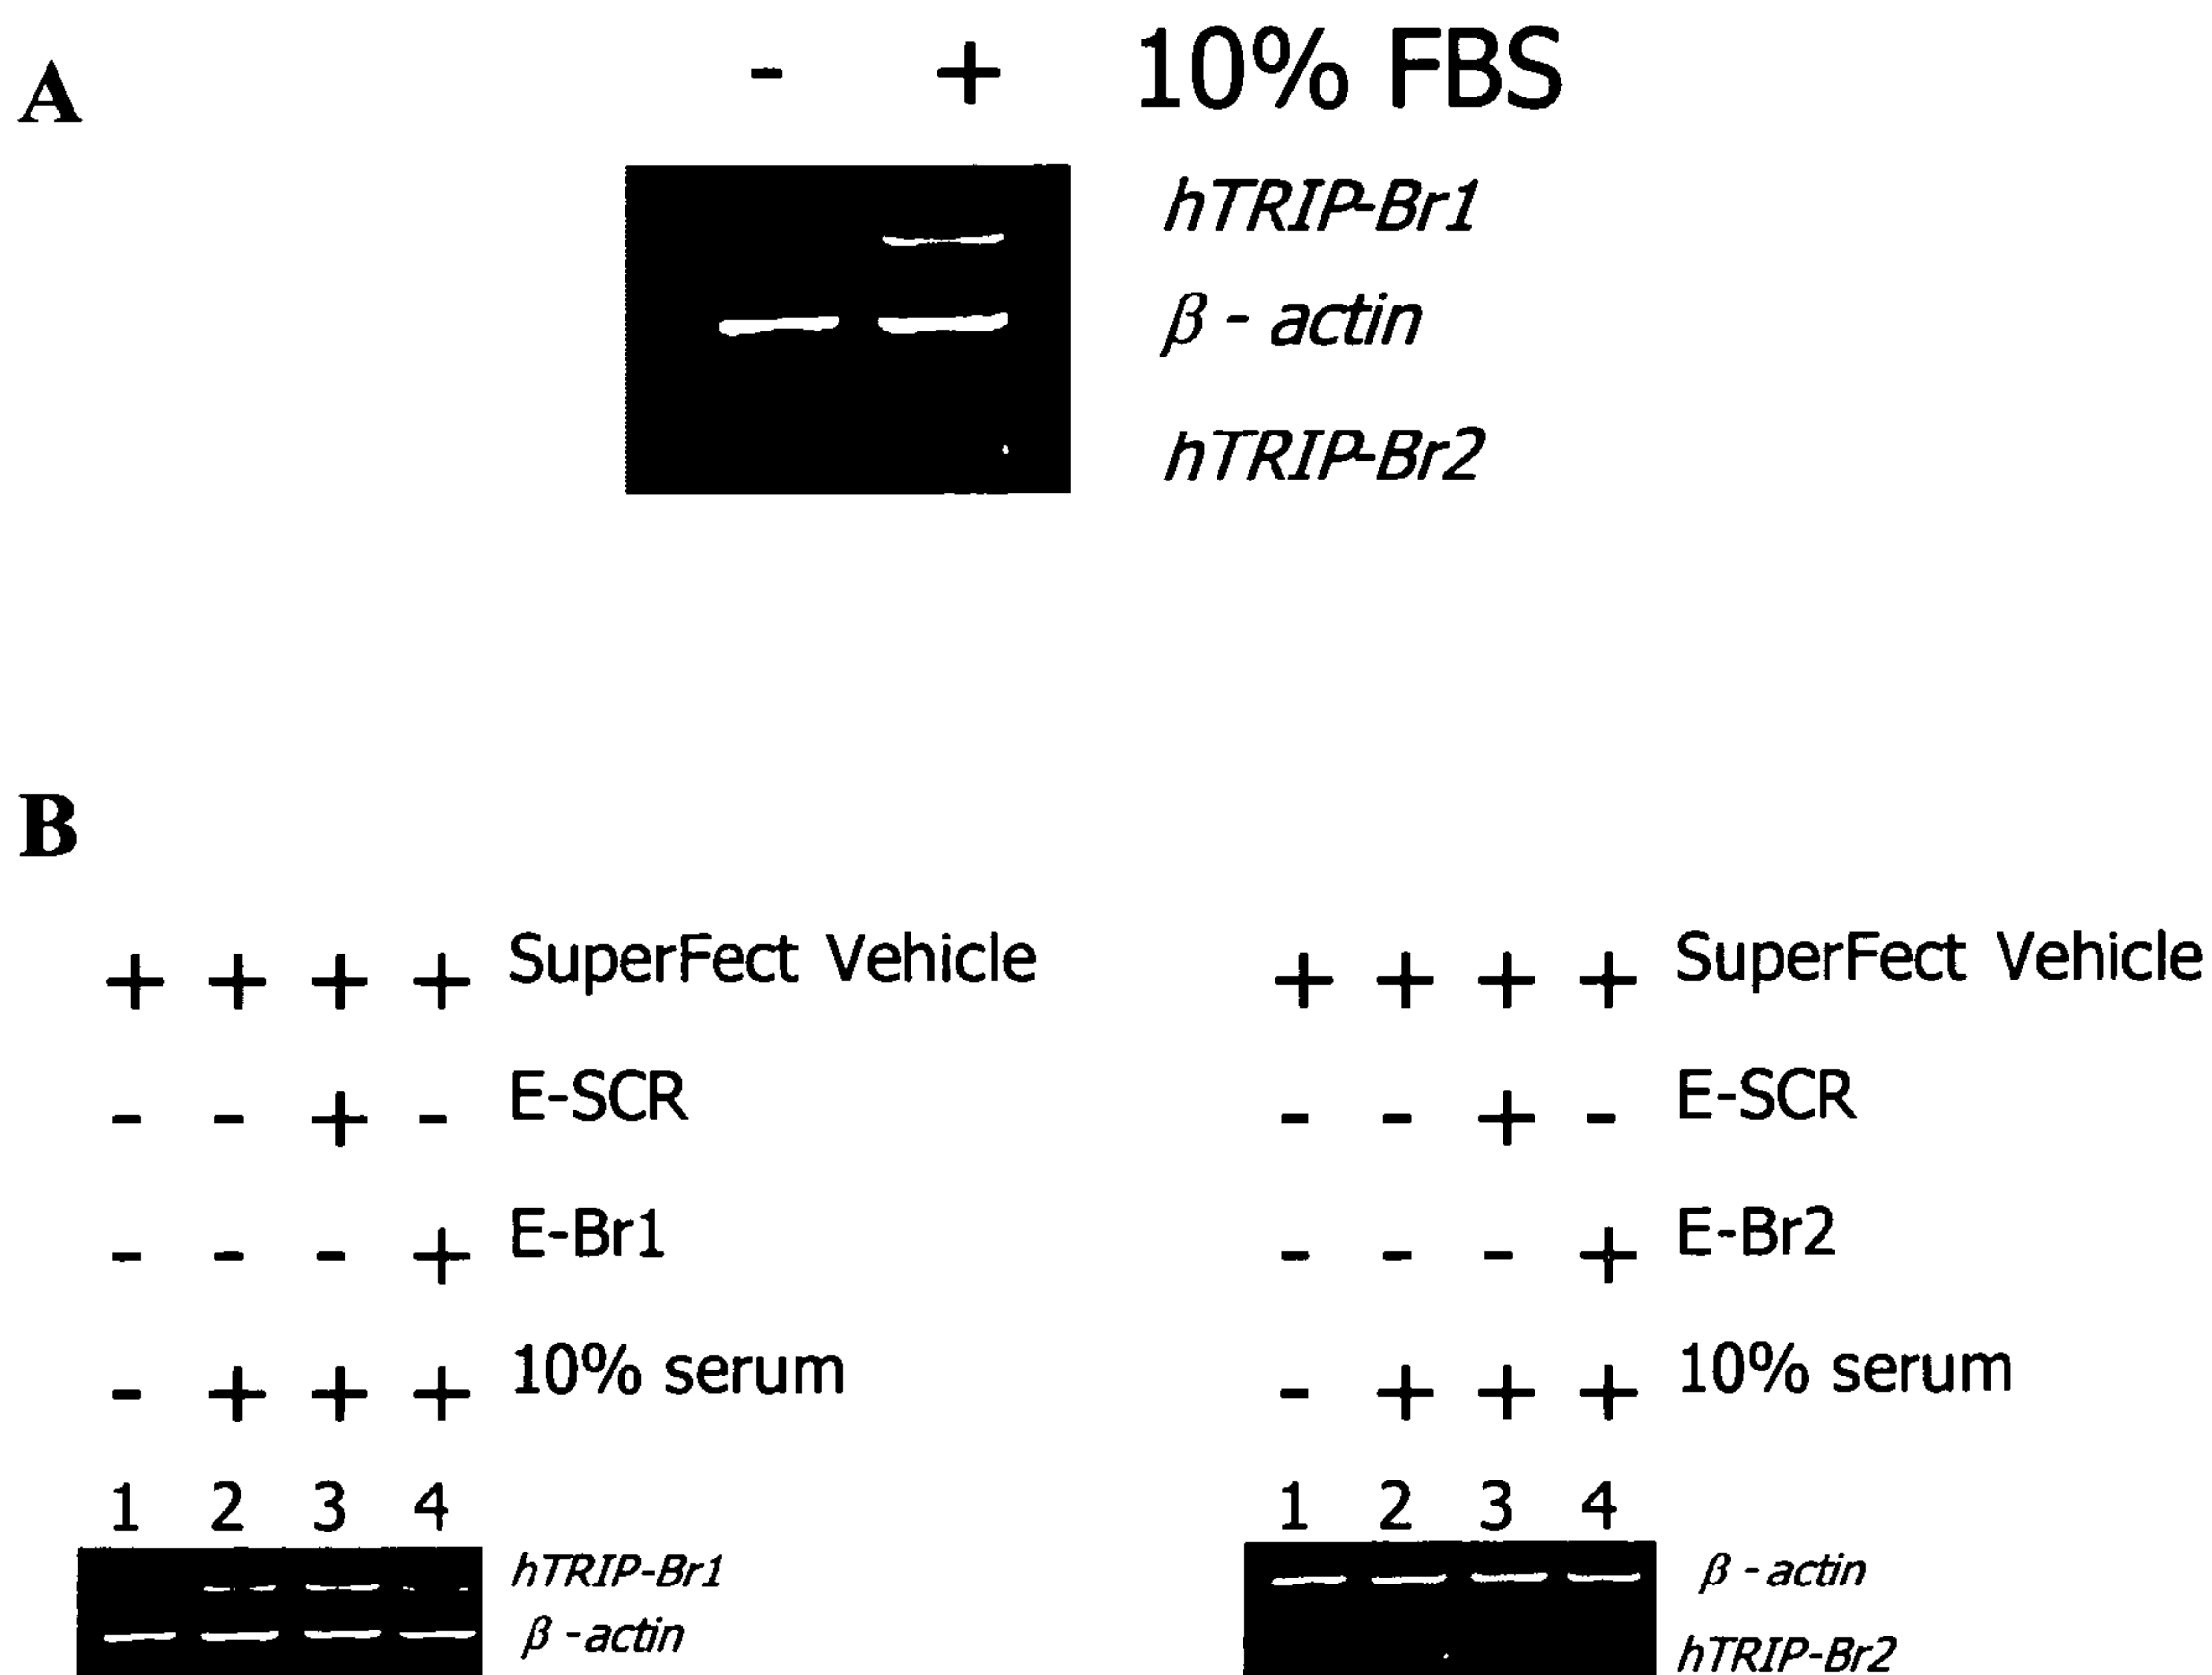 A
- + 10% FBS
hTRIP-Br1
β - actin
hTRIP-Br2
B
+ + + + SuperFect Vehicle
- - + - E-SCR
- - - + E-Br1
- + + + 10% serum
1 2 3 4
hTRIP-Br1
β -actin
+ + + + SuperFect Vehicle
- - + - E-SCR
- - - + E-Br2
- + + + 10% serum
1 2 3 4
β - actin
hTRIP-Br2